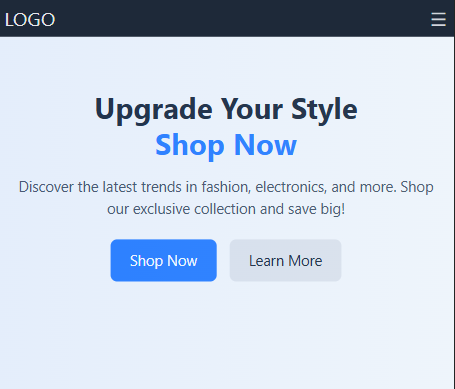 LOGO
Upgrade Your Style
Shop Now
Discover the latest trends in fashion, electronics, and more. Shop
our exclusive collection and save big!
Shop Now
Learn More